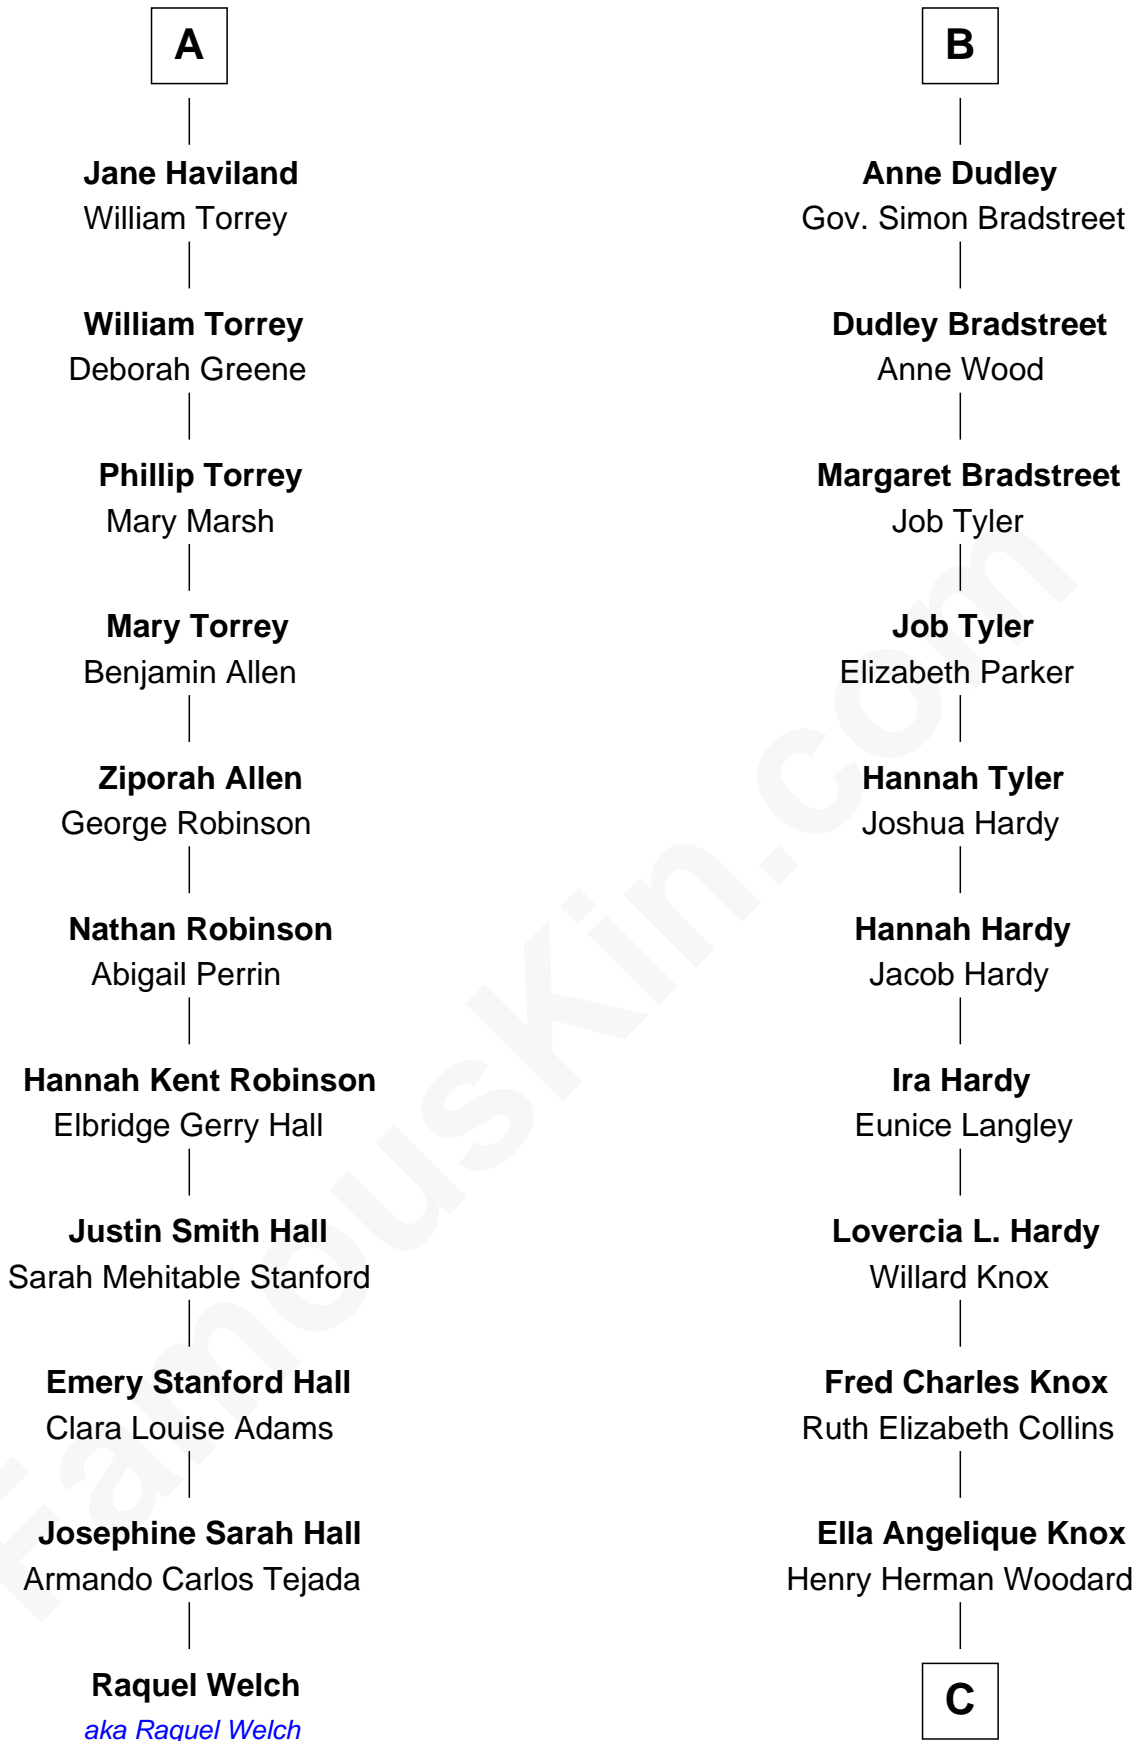 A
Jane Haviland
William Torrey
William Torrey
Deborah Greene
Phillip Torrey
Mary Marsh
Mary Torrey
Benjamin Allen
Ziporah Allen
George Robinson
Nathan Robinson
Abigail Perrin
Hannah Kent Robinson
Elbridge Gerry Hall
Justin Smith Hall
Sarah Mehitable Stanford
Emery Stanford Hall
Clara Louise Adams
Josephine Sarah Hall
Armando Carlos Tejada
Raquel Welch
aka Raquel Welch
B
Anne Dudley
Gov. Simon Bradstreet
Dudley Bradstreet
Anne Wood
Margaret Bradstreet
Job Tyler
Job Tyler
Elizabeth Parker
Hannah Tyler
Joshua Hardy
Hannah Hardy
Jacob Hardy
Ira Hardy
Eunice Langley
Lovercia L. Hardy
Willard Knox
Fred Charles Knox
Ruth Elizabeth Collins
Ella Angelique Knox
Henry Herman Woodard
C
FamousKin.com